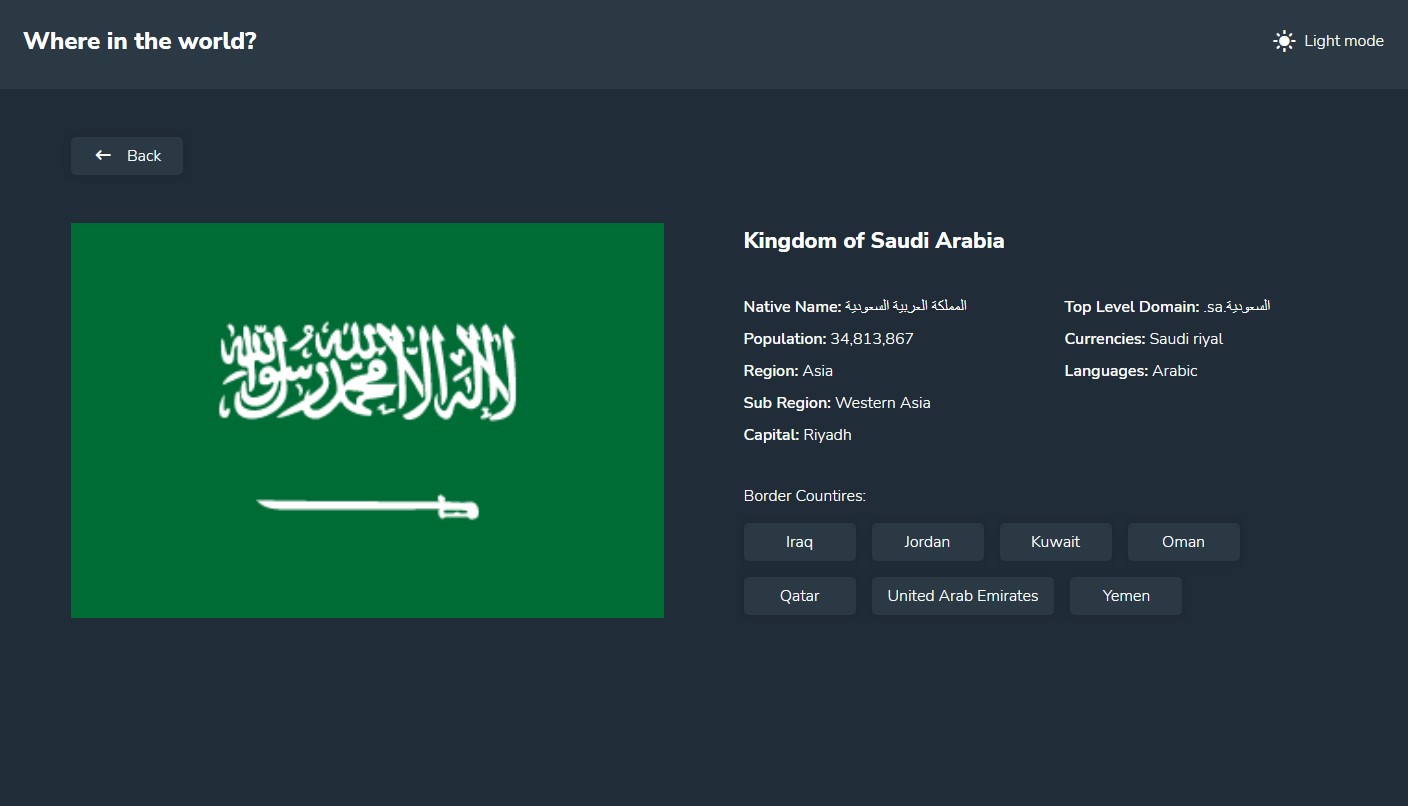 Where in the world?
Light mode
Back
لا إله إلا الله محمد رسول الله
Kingdom of Saudi Arabia
Native Name: المملكة العربية السعودية
Population: 34,813,867
Region: Asia
Sub Region: Western Asia
Capital: Riyadh
Top Level Domain: .sa.السعودية
Currencies: Saudi riyal
Languages: Arabic
Border Countires:
Iraq Jordan Kuwait Oman
Qatar United Arab Emirates Yemen